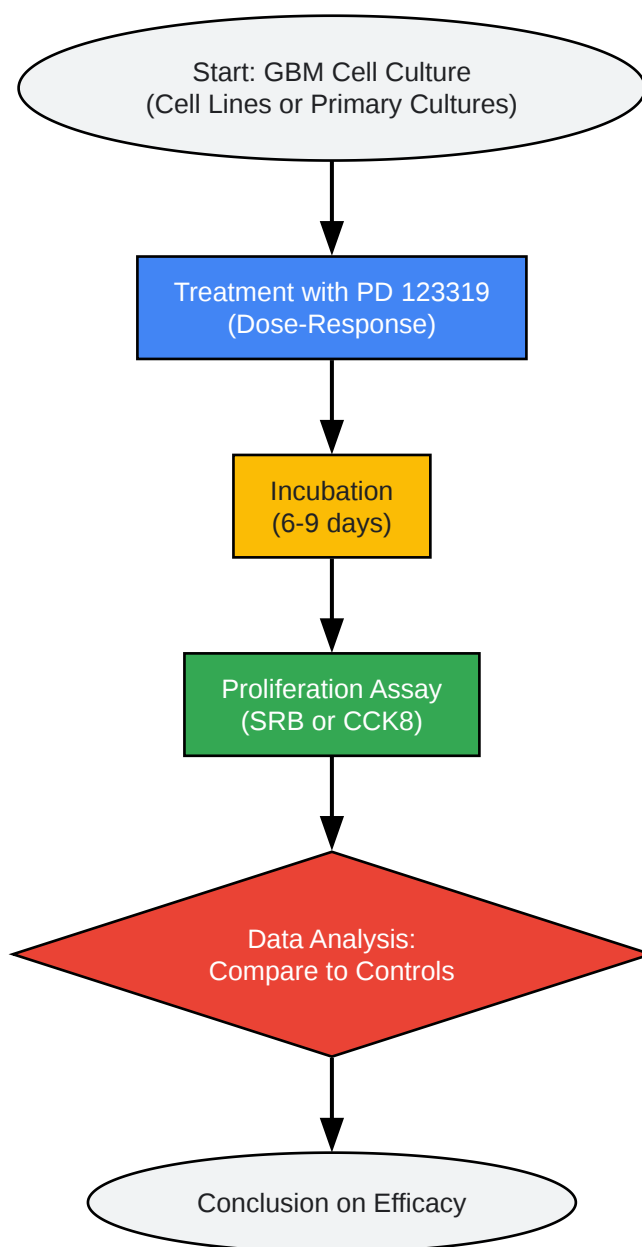 Start: GBM Cell Culture
(Cell Lines or Primary Cultures)
Treatment with PD 123319
(Dose-Response)
Incubation
(6-9 days)
Proliferation Assay
(SRB or CCK8)
Data Analysis:
Compare to Controls
Conclusion on Efficacy